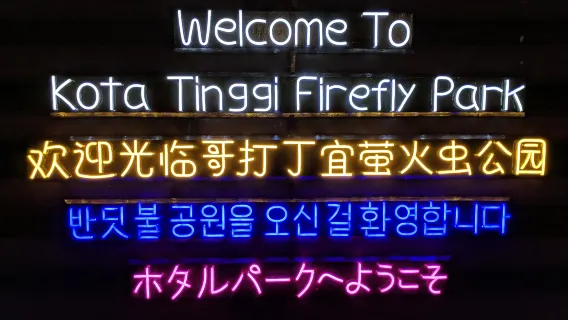 Welcome To
Kota Tinggi Firefly Park
欢迎光临哥打丁宜萤火虫公园
반딧불 공원을 오신걸 환영합니다
ホタルパークへようこそ